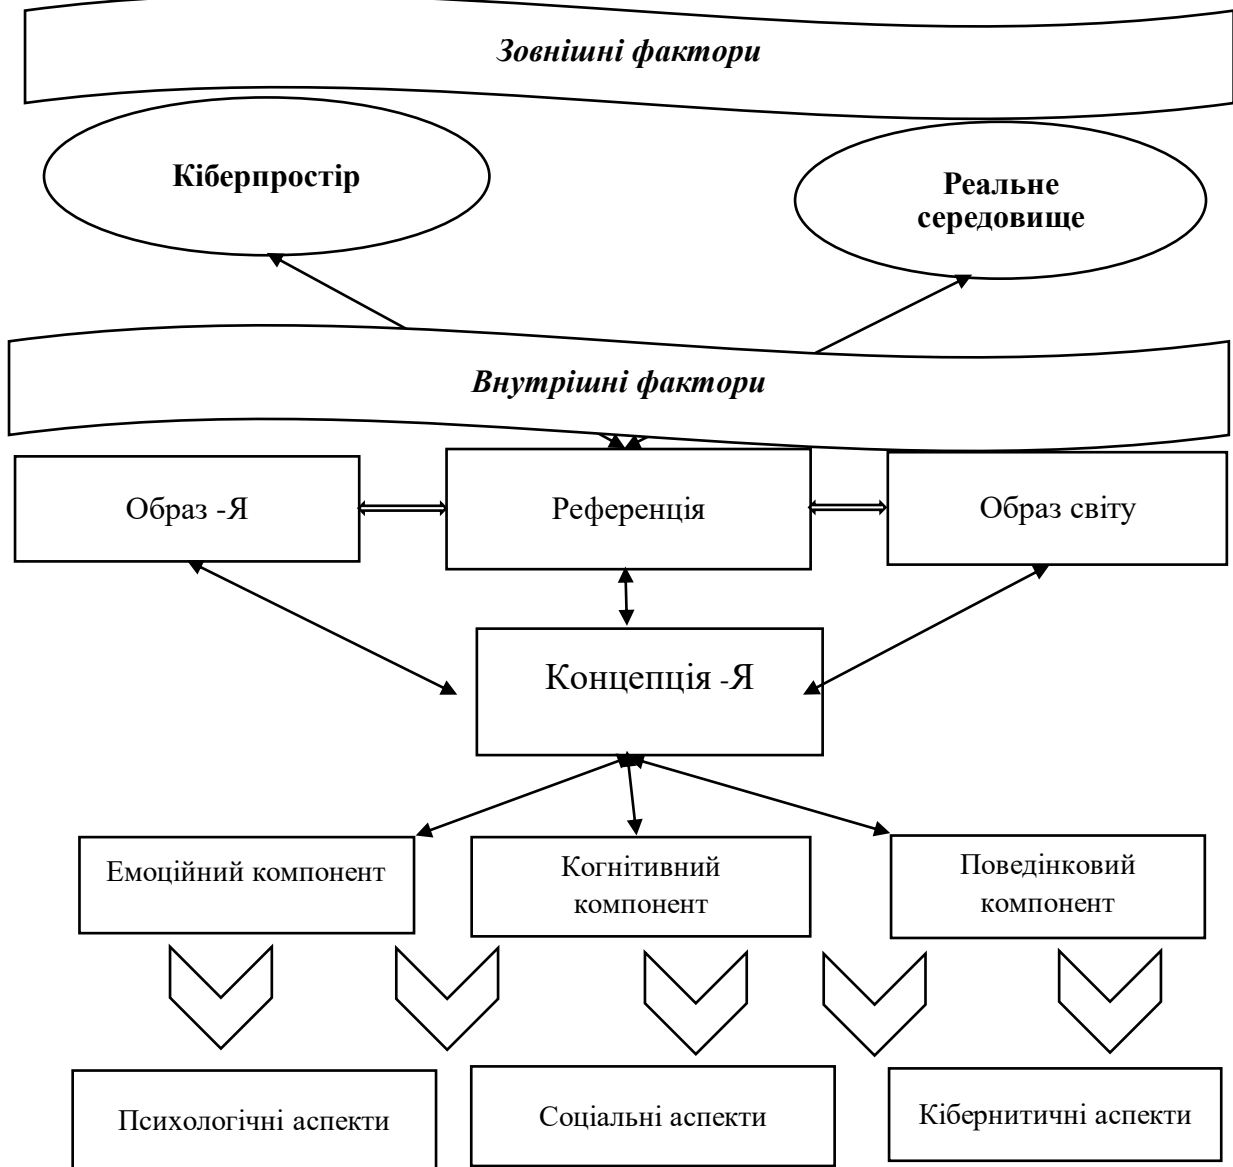 Зовнішні фактори
Кіберпростір
Реальне
середовище
Внутрішні фактори
Образ -Я
Референція
Образ світу
Концепція -Я
Емоційний компонент
Когнітивний
компонент
Поведінковий
компонент
Психологічні аспекти
Соціальні аспекти
Кібернитичні аспекти